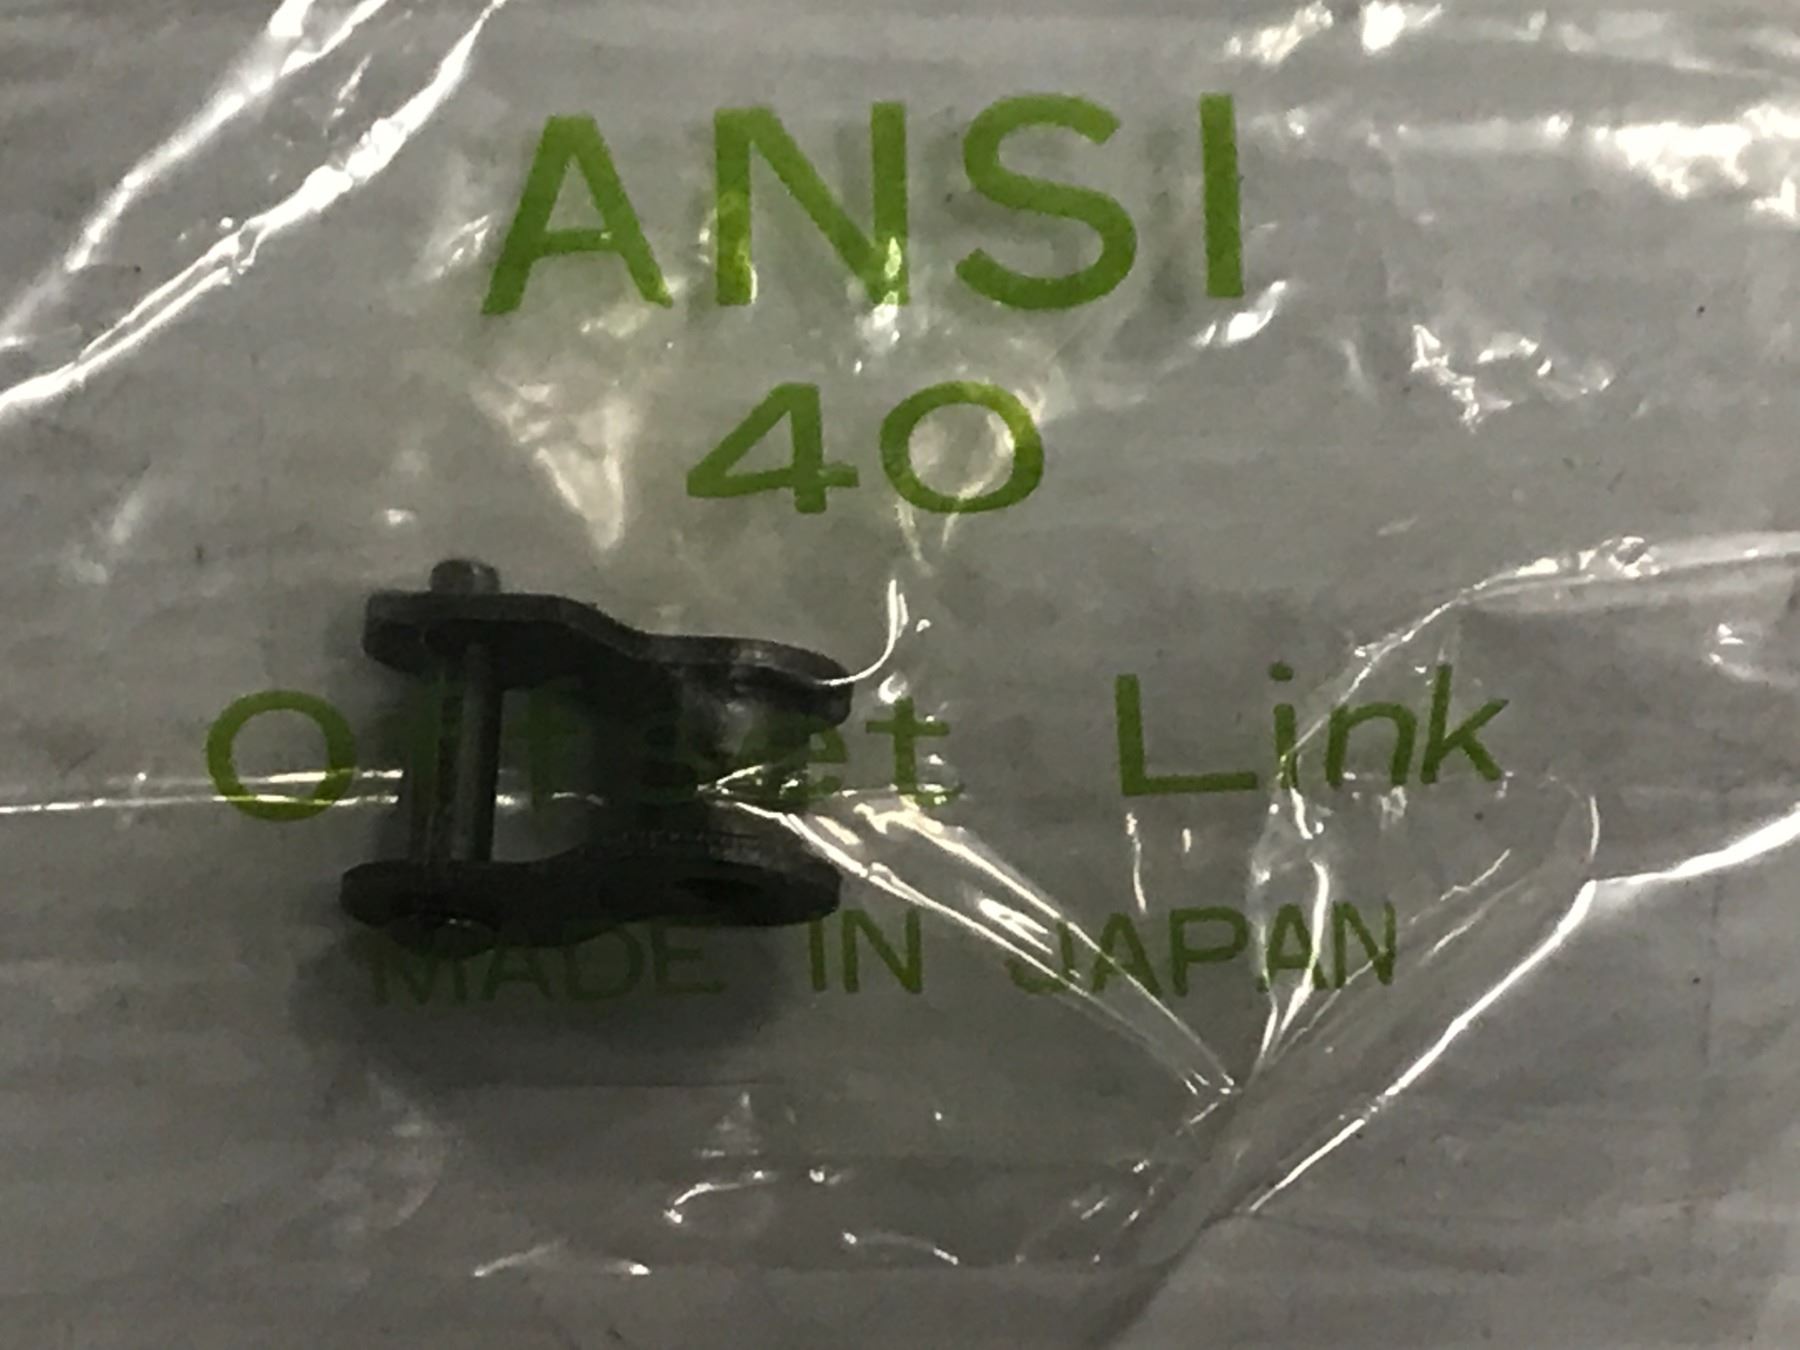 ANSI
40
Offset Link
MADE IN JAPAN